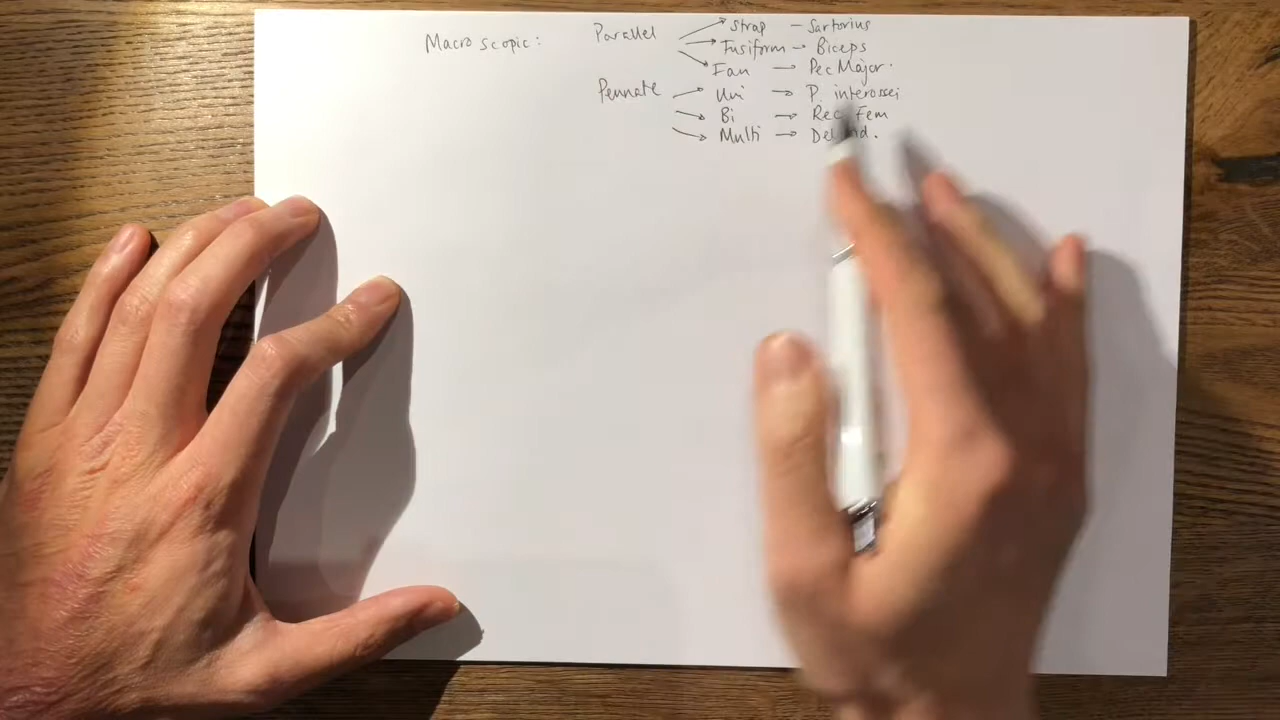 Macroscopic: Parallel → Strap – Sartorius
→ Fusiform → Biceps
→ Fan → Pec Major.
Pennate → Uni → P. interossei
→ Bi → Rec Fem
→ Multi →